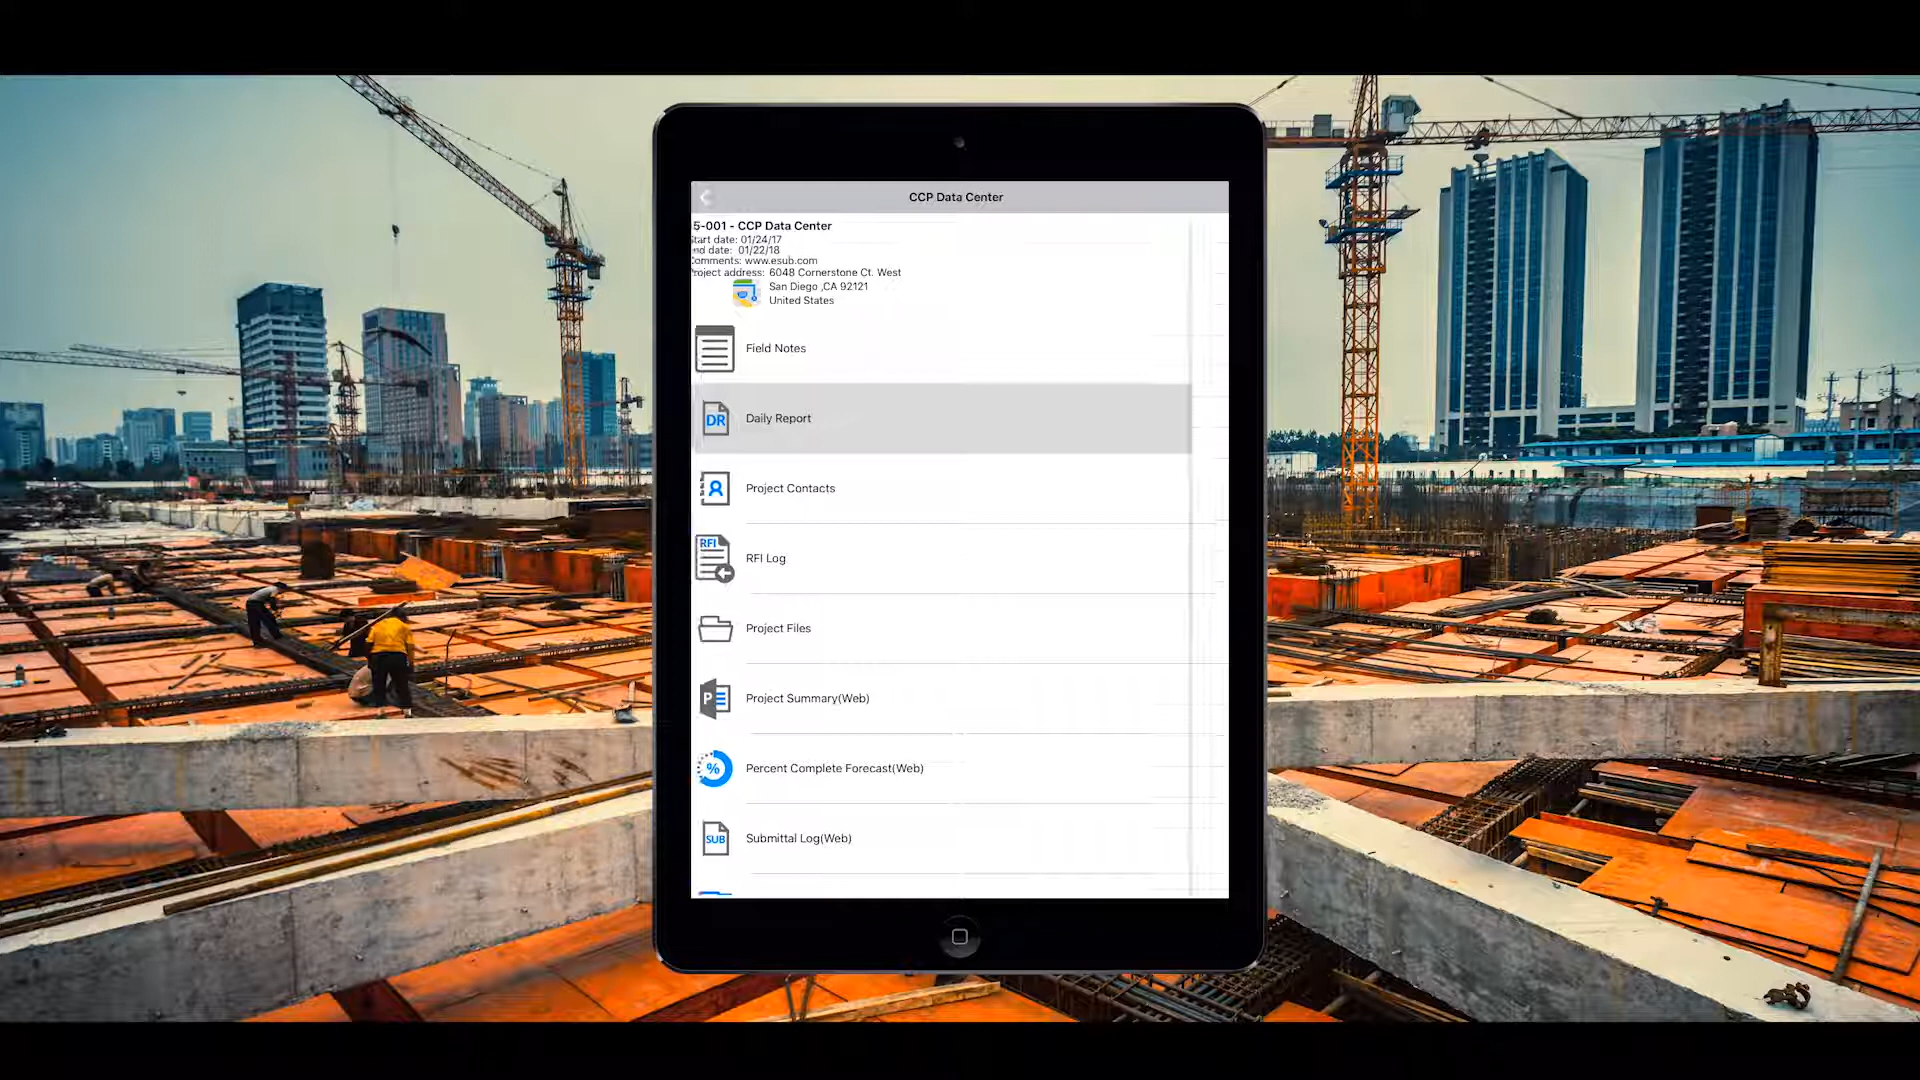 CCP Data Center
5-001 - CCP Data Center
tart date: 01/24/17
nd date: 01/22/18
omments: www.esub.com
roject address: 6048 Cornerstone Ct. West
San Diego ,CA 92121
United States
Field Notes
DR
Daily Report
Project Contacts
RFI
RFI Log
Project Files
P
Project Summary(Web)
%
Percent Complete Forecast(Web)
SUB
Submittal Log(Web)